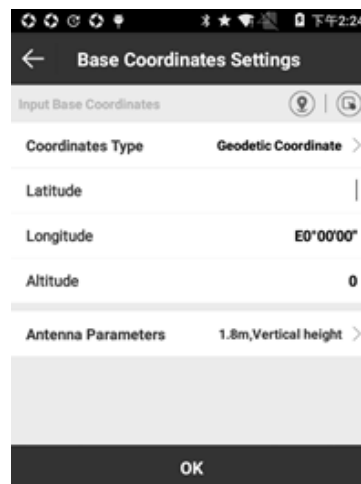 下午2:24
Base Coordinates Settings
Input Base Coordinates
Coordinates Type Geodetic Coordinate
Latitude
Longitude E0°00'00"
Altitude 0
Antenna Parameters 1.8m,Vertical height
OK